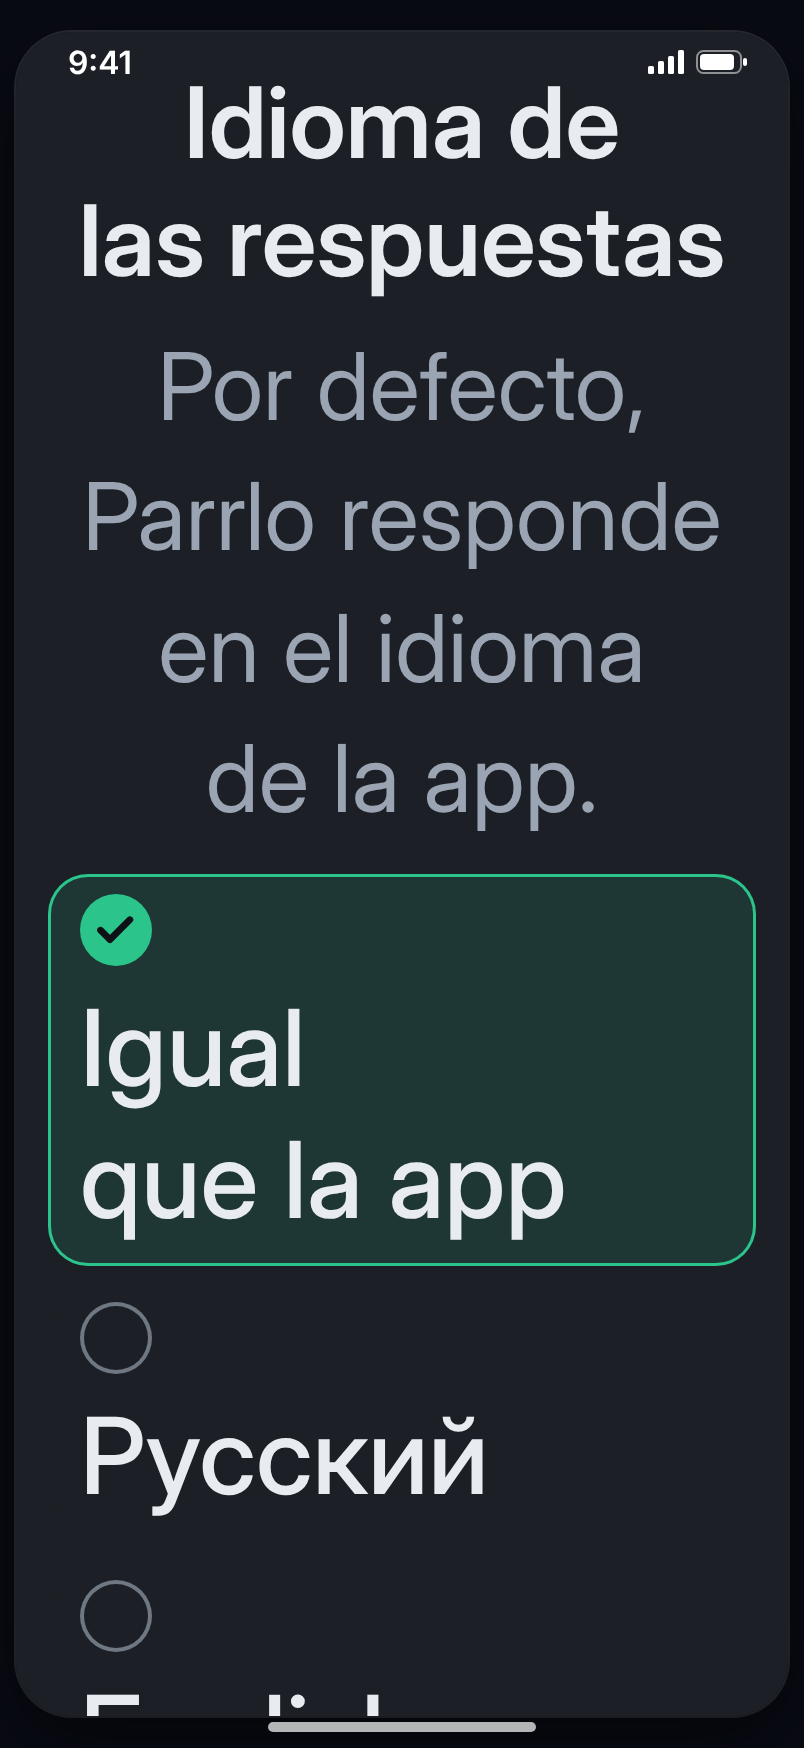 9:41
Idioma de
las respuestas
Por defecto,
Parrlo responde
en el idioma
de la app.
Igual
que la app
Русский